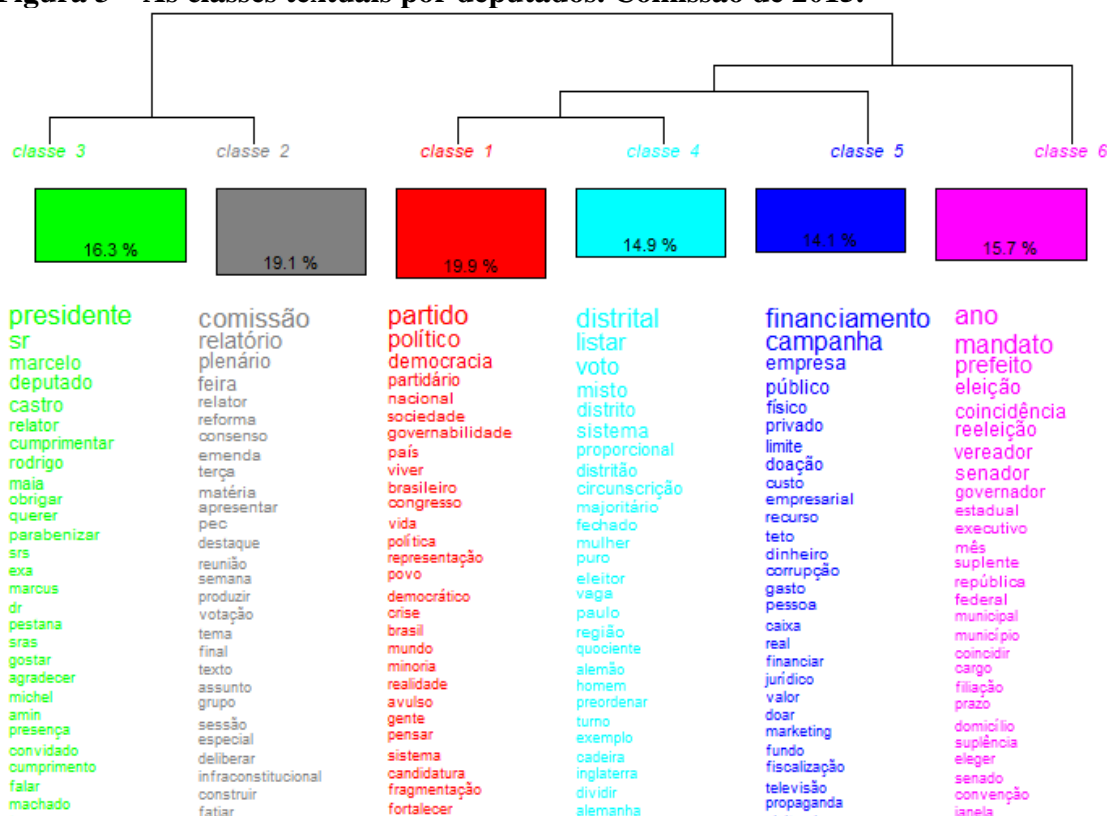 Figura 3 – As classes textuais por deputados. Comissão de 2015.
classe 3
classe 2
classe 1
classe 4
classe 5
classe 6
16.3 %
19.1 %
19.9 %
14.9 %
14.1 %
15.7 %
presidente
sr
marcelo
deputado
castro
relator
cumprimentar
rodrigo
maia
obrigar
querer
parabenizar
srs
exa
marcus
dr
pestana
sras
gostar
agradecer
michel
amin
presença
convidado
cumprimento
falar
machado
comissão
relatório
plenário
feira
relator
reforma
consenso
emenda
terça
matéria
apresentar
pec
destaque
reunião
semana
produzir
votação
tema
final
texto
assunto
grupo
sessão
especial
deliberar
infraconstitucional
construir
fatiar
partido
político
democracia
partidário
nacional
sociedade
governabilidade
país
viver
brasileiro
congresso
vida
política
representação
povo
democrático
crise
brasil
mundo
minoria
realidade
avulso
gente
pensar
sistema
candidatura
fragmentação
fortalecer
distrital
listar
voto
misto
distrito
sistema
proporcional
distritão
circunscrição
majoritário
fechado
mulher
puro
eleitor
vaga
paulo
região
quociente
alemão
homem
preordenar
turno
exemplo
cadeira
inglaterra
dividir
alemanha
financiamento
campanha
empresa
público
físico
privado
limite
doação
custo
empresarial
recurso
teto
dinheiro
corrupção
gasto
pessoa
caixa
real
financiar
jurídico
valor
doar
marketing
fundo
fiscalização
televisão
propaganda
ano
mandato
prefeito
eleição
coincidência
reeleição
vereador
senador
governador
estadual
executivo
mês
suplente
república
federal
municipal
município
coincidir
cargo
filiação
prazo
domicílio
suplência
eleger
senado
convenção
janela